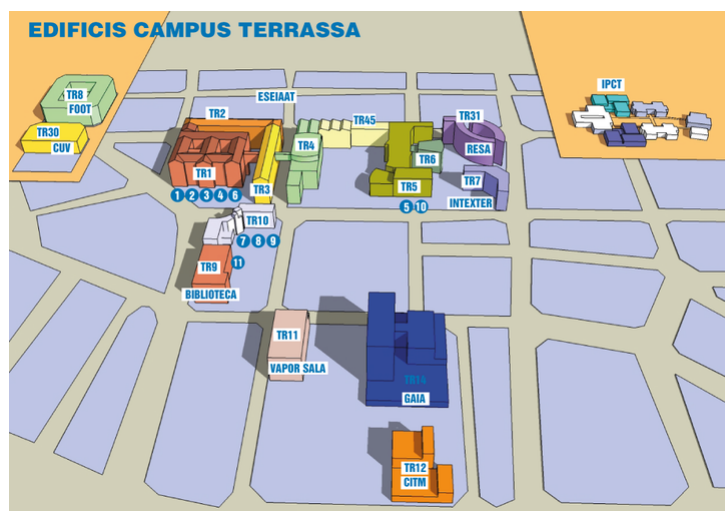 EDIFICIS CAMPUS TERRASSA
TR8
FOOT
TR30
CUV
ESEIAAT
TR2
TR1
1 2 3 4 6
TR3
TR4
TR45
TR5
5 10
TR6
TR31
RESA
TR7
INTEXTER
IPCT
TR10
7 8 9
TR9
11
BIBLIOTECA
TR11
VAPOR SALA
TR14
GAIA
TR12
CITM